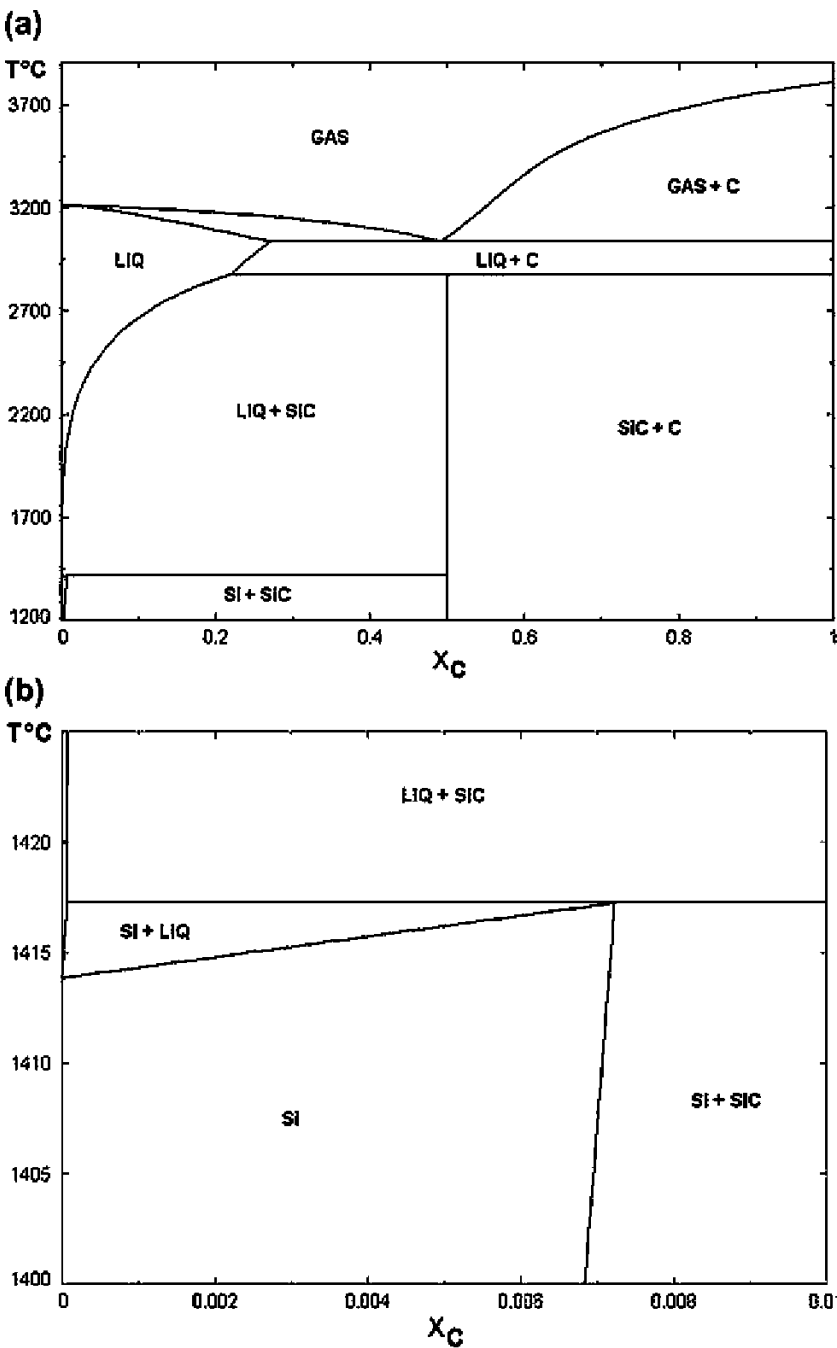 (a)
T°C
3700
GAS
GAS + C
3200
LIQ
LIQ + C
2700
LIQ + SiC
2200
SiC + C
1700
Si + SiC
1200
0 0.2 0.4 0.6 0.8 1
XC
(b)
T°C
LIQ + SiC
1420
Si + LIQ
1415
1410
Si
Si + SiC
1405
1400
0 0.002 0.004 0.006 0.008 0.01
XC